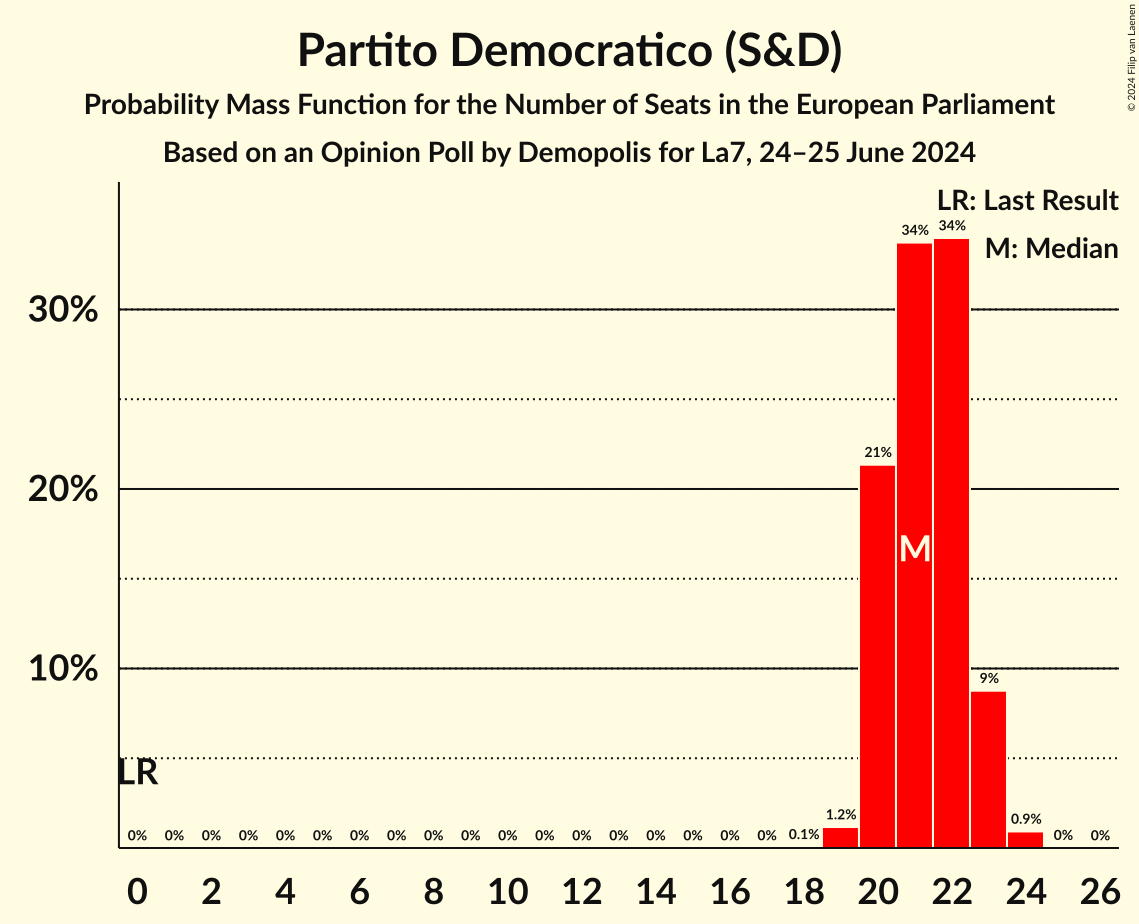 Partito Democratico (S&D)
Probability Mass Function for the Number of Seats in the European Parliament
Based on an Opinion Poll by Demopolis for La7, 24–25 June 2024
© 2024 Filip van Laenen
LR: Last Result
M: Median
34% 34%
30%
21%
20%
M
10%
9%
LR
0% 0% 0% 0% 0% 0% 0% 0% 0% 0% 0% 0% 0% 0% 0% 0% 0% 0% 0.1% 1.2% 0.9% 0% 0%
0 2 4 6 8 10 12 14 16 18 20 22 24 26